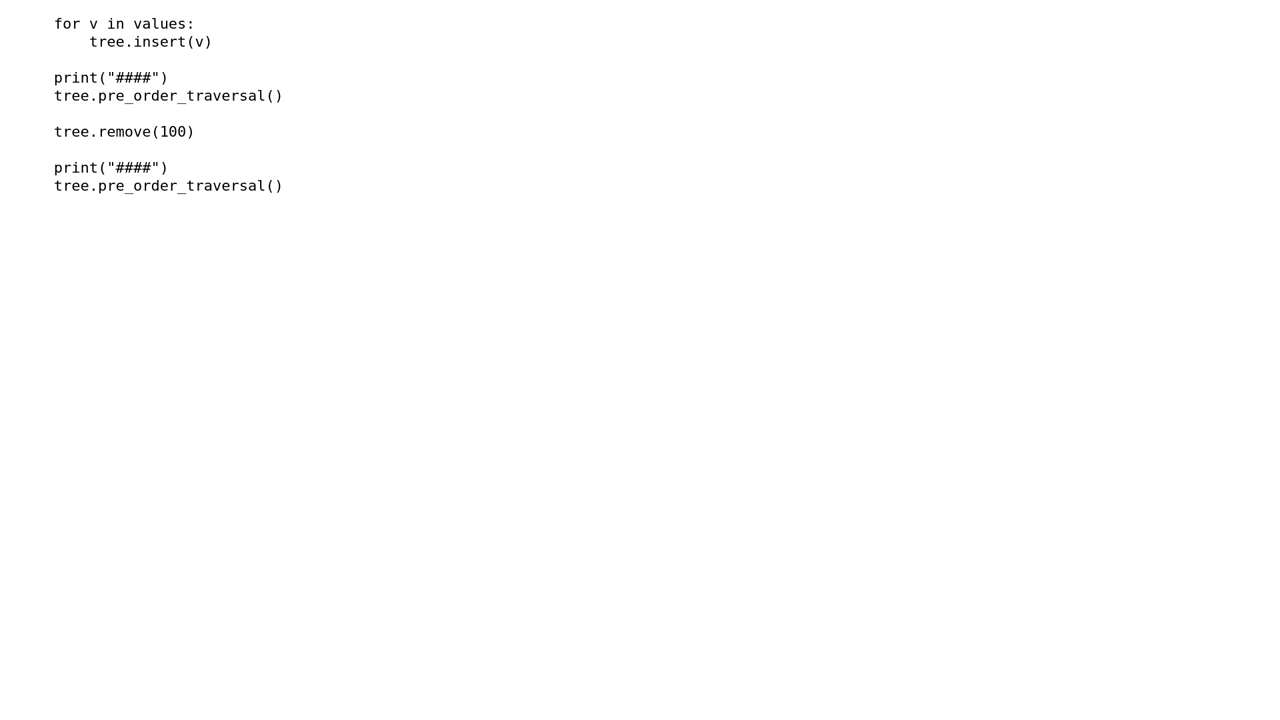 for v in values:
    tree.insert(v)

print("####")
tree.pre_order_traversal()

tree.remove(100)

print("####")
tree.pre_order_traversal()